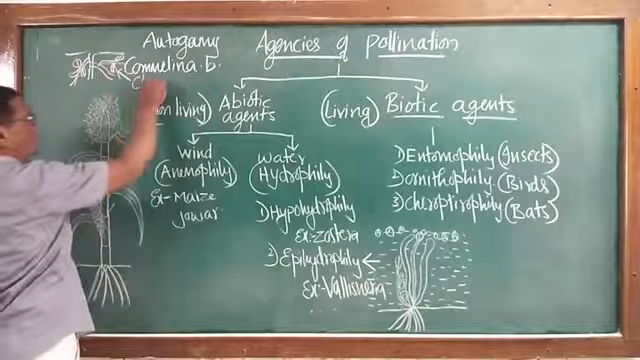 Autogamy Agencies of pollination
Commelina. B.
(Non living) Abiotic agents
(Living) Biotic agents
Wind
(Anemophily)
Ex- Maize
Jowar
Water
(Hydrophily)
1) Hypohydrophily
Ex- Zostera
2) Epihydrophily
Ex:- Vallisneria
1) Entomophily (Insects)
2) Ornithophily (Birds)
3) Cheiroptirophily (Bats)